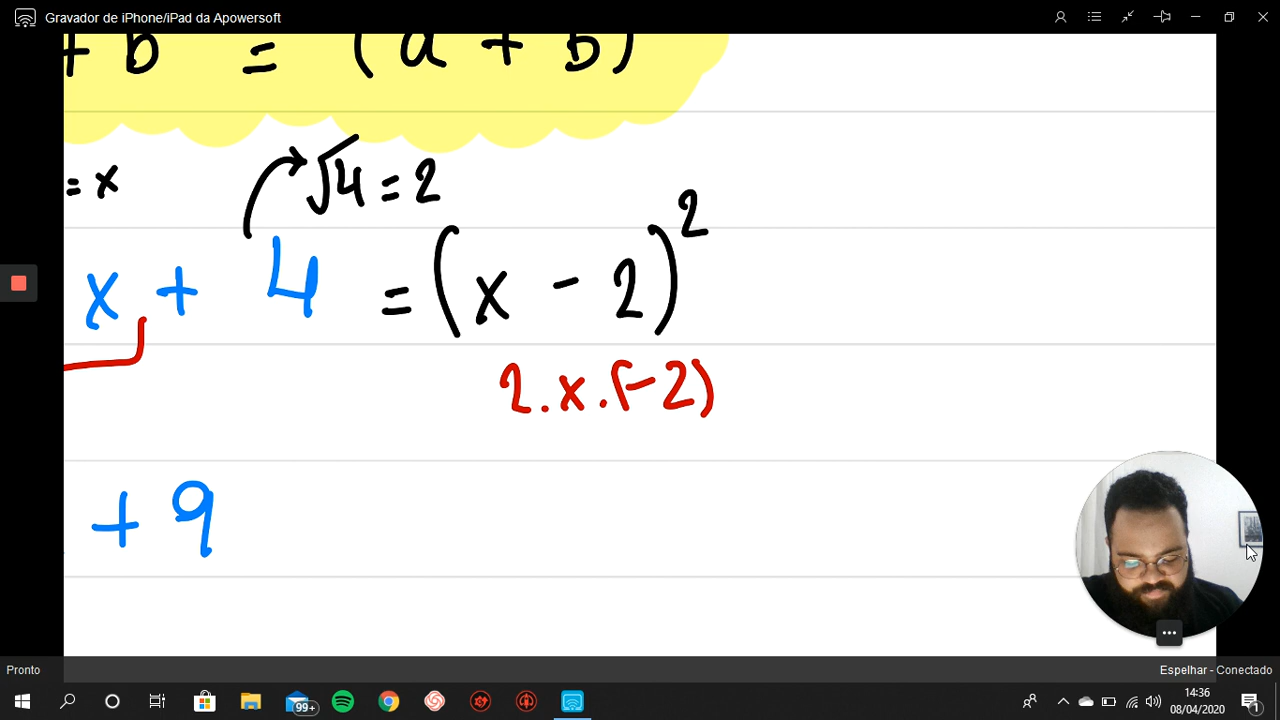 Gravador de iPhone/iPad da Apowersoft
+ b = (a + b)
= x
√4 = 2
x + 4 = (x - 2)²
2.x.(-2)
+ 9
Pronto
Espelhar - Conectado
99+
14:36
08/04/2020
1